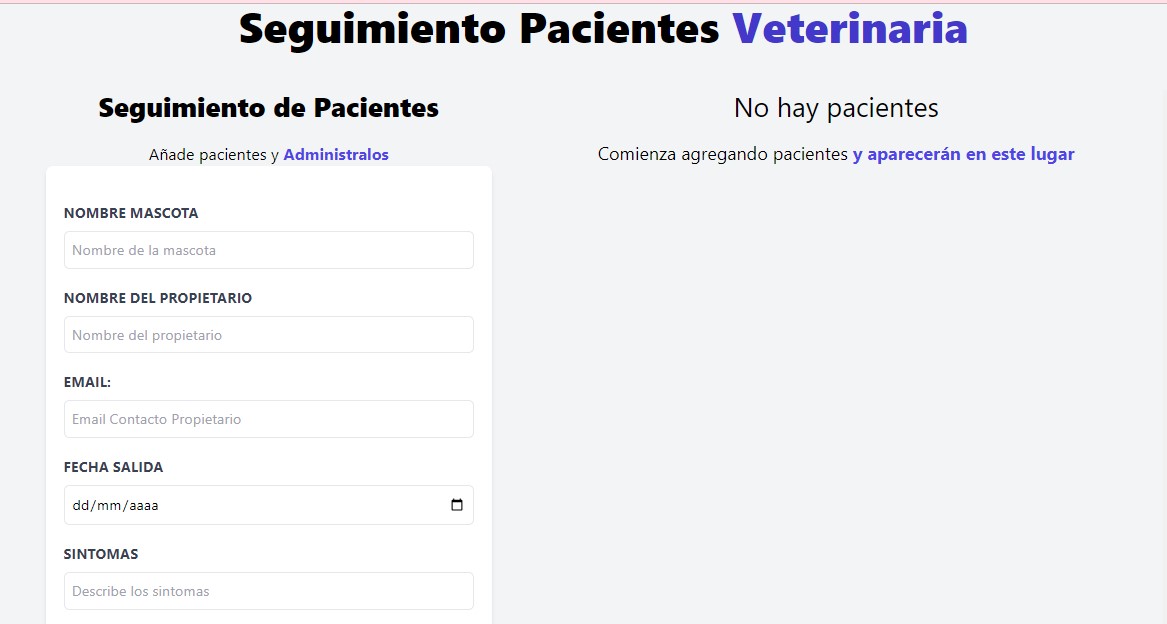 Seguimiento Pacientes Veterinaria
Seguimiento de Pacientes
Añade pacientes y Administralos
NOMBRE MASCOTA
Nombre de la mascota
NOMBRE DEL PROPIETARIO
Nombre del propietario
EMAIL:
Email Contacto Propietario
FECHA SALIDA
dd/mm/aaaa
SINTOMAS
Describe los sintomas
No hay pacientes
Comienza agregando pacientes y aparecerán en este lugar